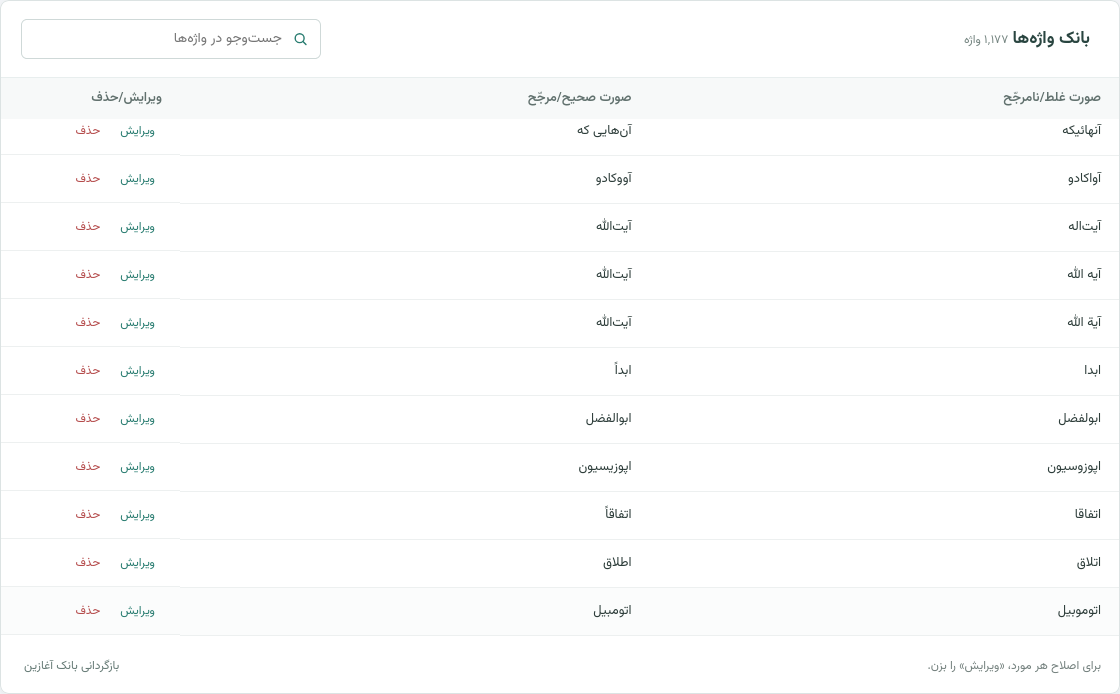 بانک واژه‌ها ۱,۱۷۷ واژه
جست‌وجو در واژه‌ها
صورت غلط/نامرجّح صورت صحیح/مرجّح ویرایش/حذف
آنهائیکه آن‌هایی که ویرایش حذف
آواکادو آووکادو ویرایش حذف
آیت‌اله آیت‌الله ویرایش حذف
آیه الله آیت‌الله ویرایش حذف
آیة الله آیت‌الله ویرایش حذف
ابدا ابداً ویرایش حذف
ابولفضل ابوالفضل ویرایش حذف
اپوزوسیون اپوزیسیون ویرایش حذف
اتفاقا اتفاقاً ویرایش حذف
اتلاق اطلاق ویرایش حذف
اتوموبیل اتومبیل ویرایش حذف
برای اصلاح هر مورد، «ویرایش» را بزن.
بازگردانی بانک آغازین